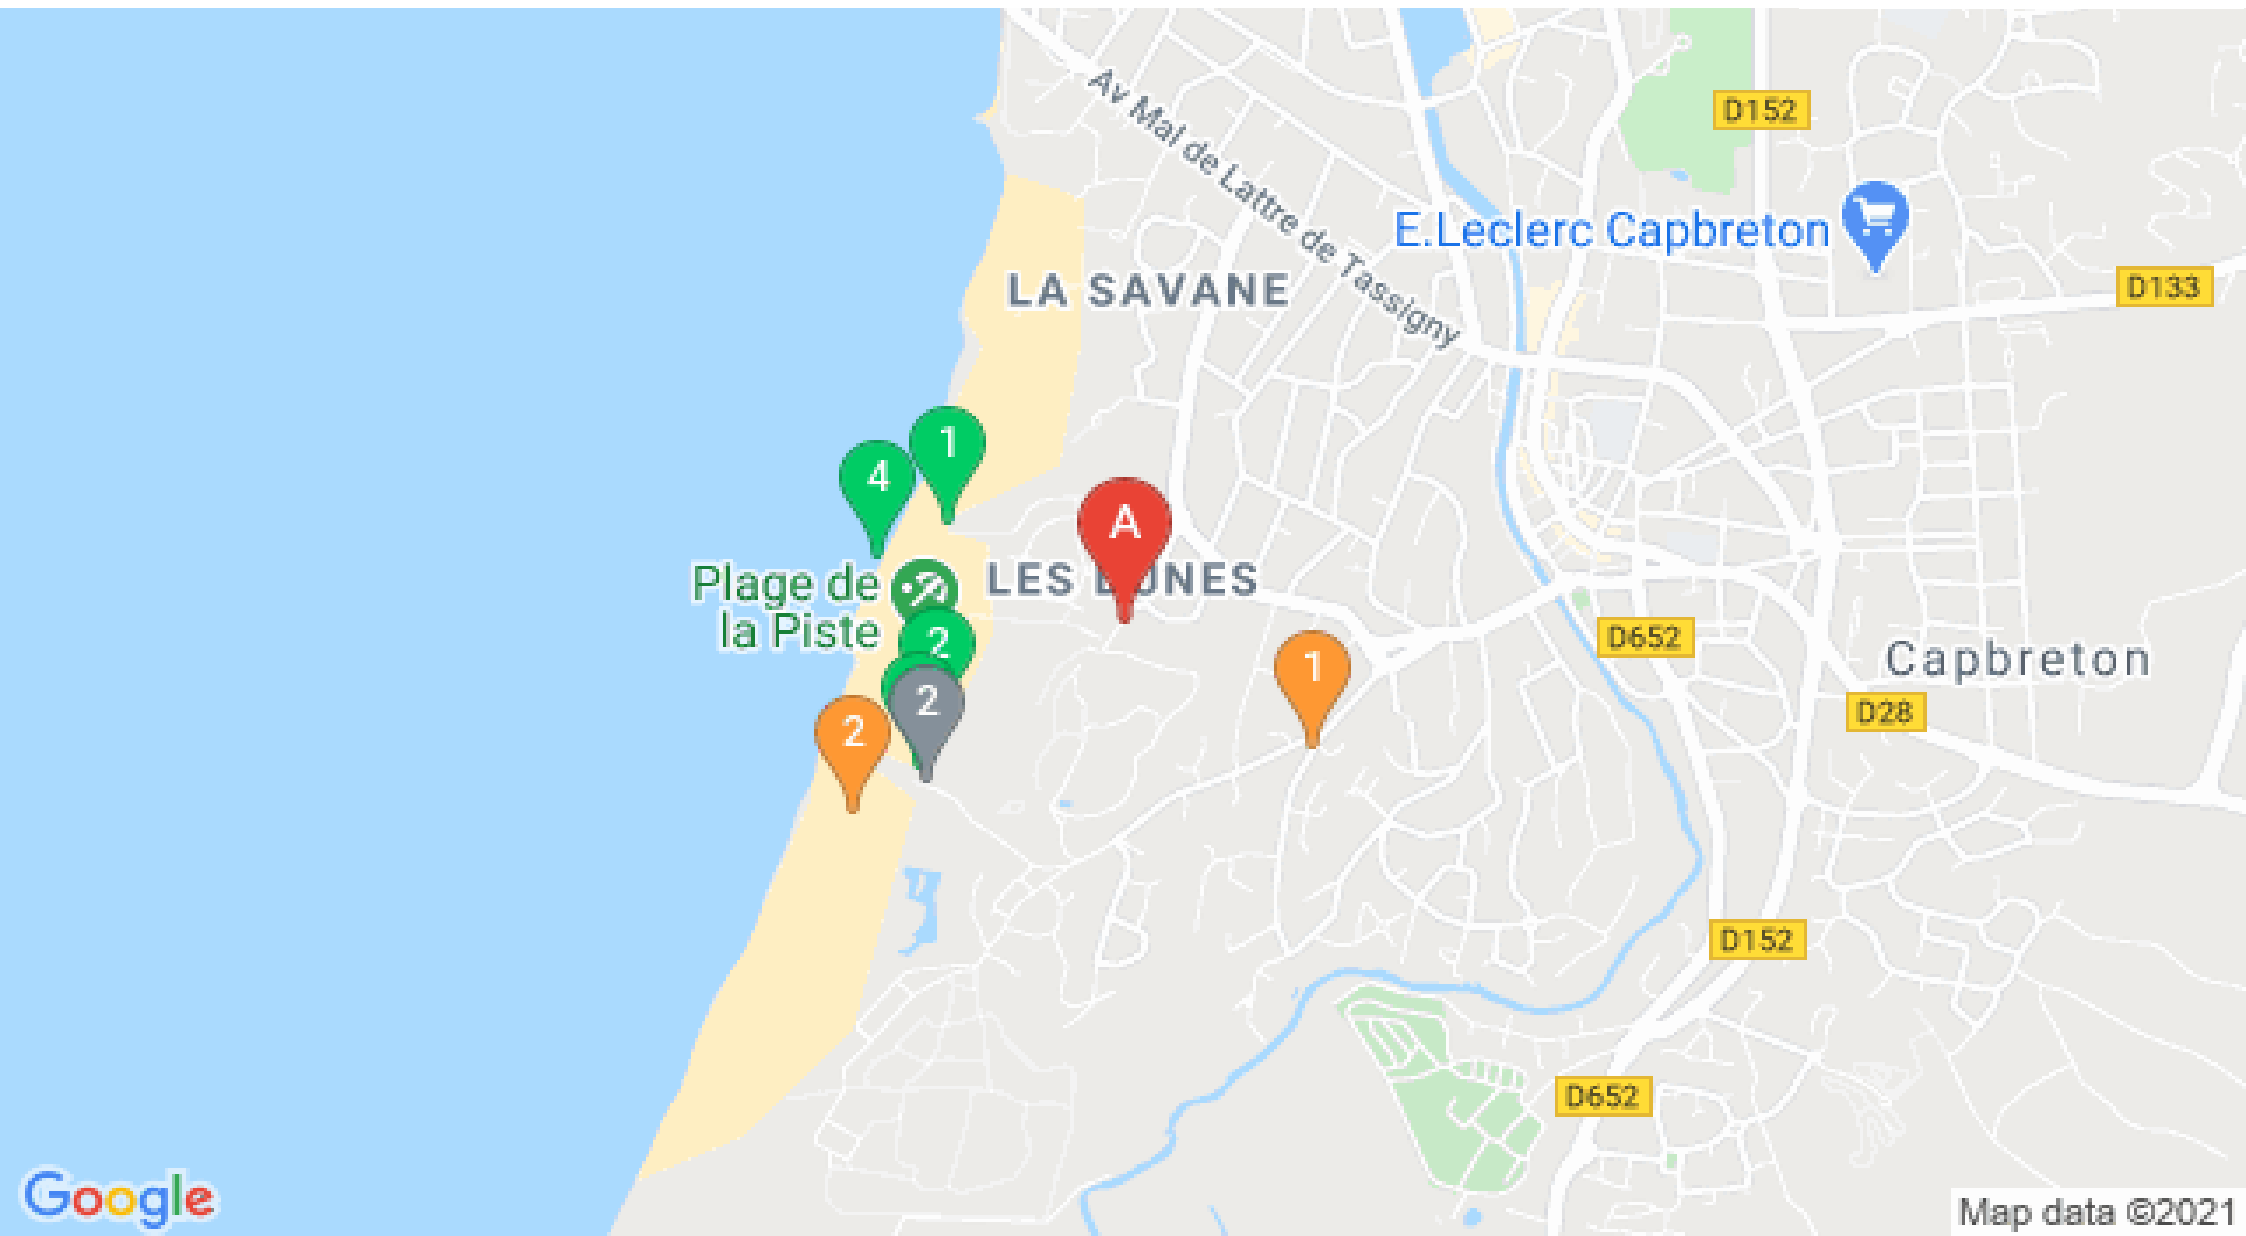 Av Mal de Lattre de Tassigny
D152
E.Leclerc Capbreton
D133
LA SAVANE
1
4
A
Plage de
la Piste
LES DUNES
2
2
2
1
D652
Capbreton
D28
D152
D652
Google
Map data ©2021